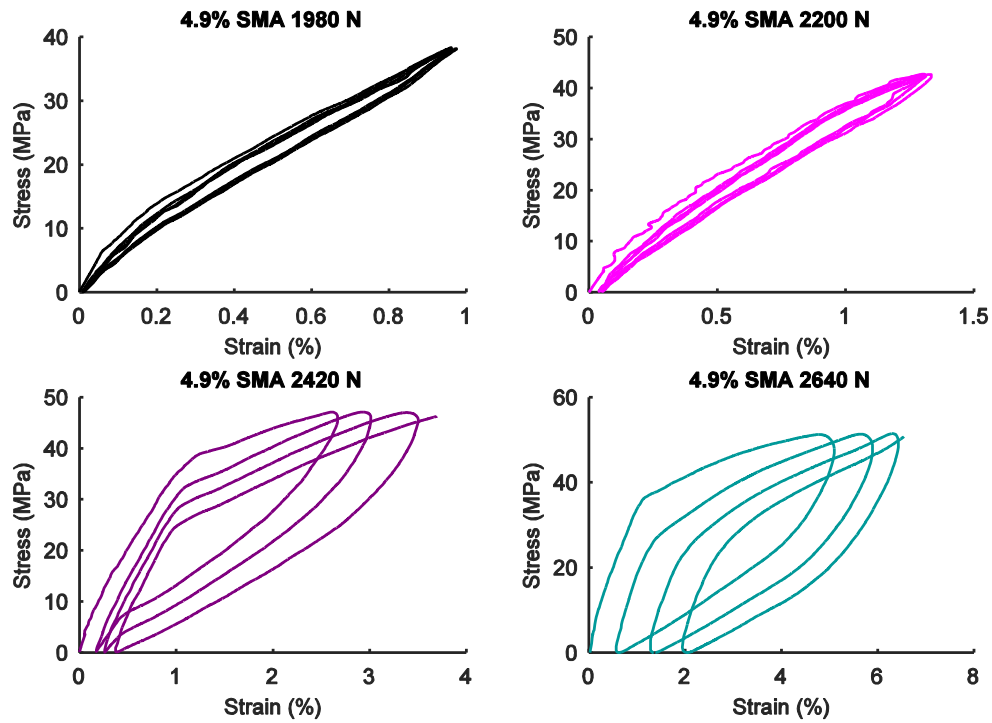 4.9% SMA 1980 N
40
30
20
10
0
Stress (MPa)
0 0.2 0.4 0.6 0.8 1
Strain (%)
4.9% SMA 2200 N
50
40
30
20
10
0
Stress (MPa)
0 0.5 1 1.5
Strain (%)
4.9% SMA 2420 N
50
40
30
20
10
0
Stress (MPa)
0 1 2 3 4
Strain (%)
4.9% SMA 2640 N
60
40
20
0
Stress (MPa)
0 2 4 6 8
Strain (%)